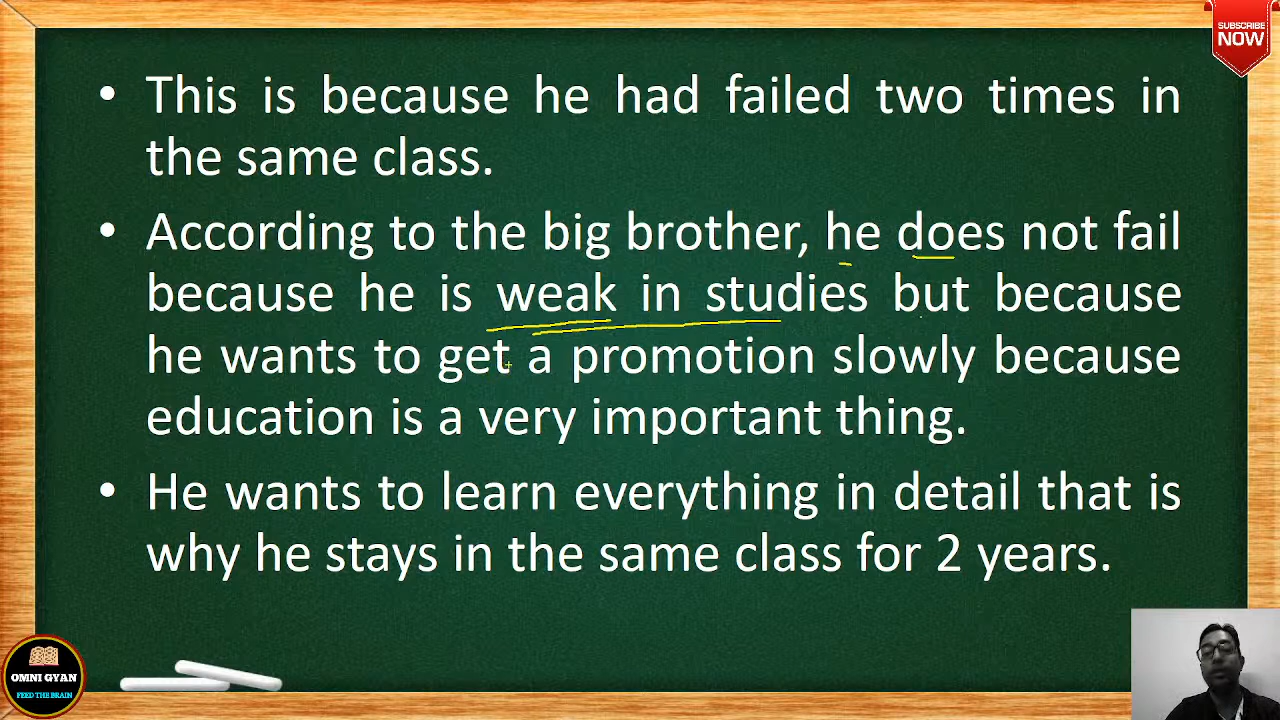 SUBSCRIBE
NOW
• This is because he had failed two times in
the same class.
• According to the big brother, he does not fail
because he is weak in studies but because
he wants to get a promotion slowly because
education is a very important thing.
• He wants to learn everything in detail that is
why he stays in the same class for 2 years.
OMNI GYAN
FEED THE BRAIN